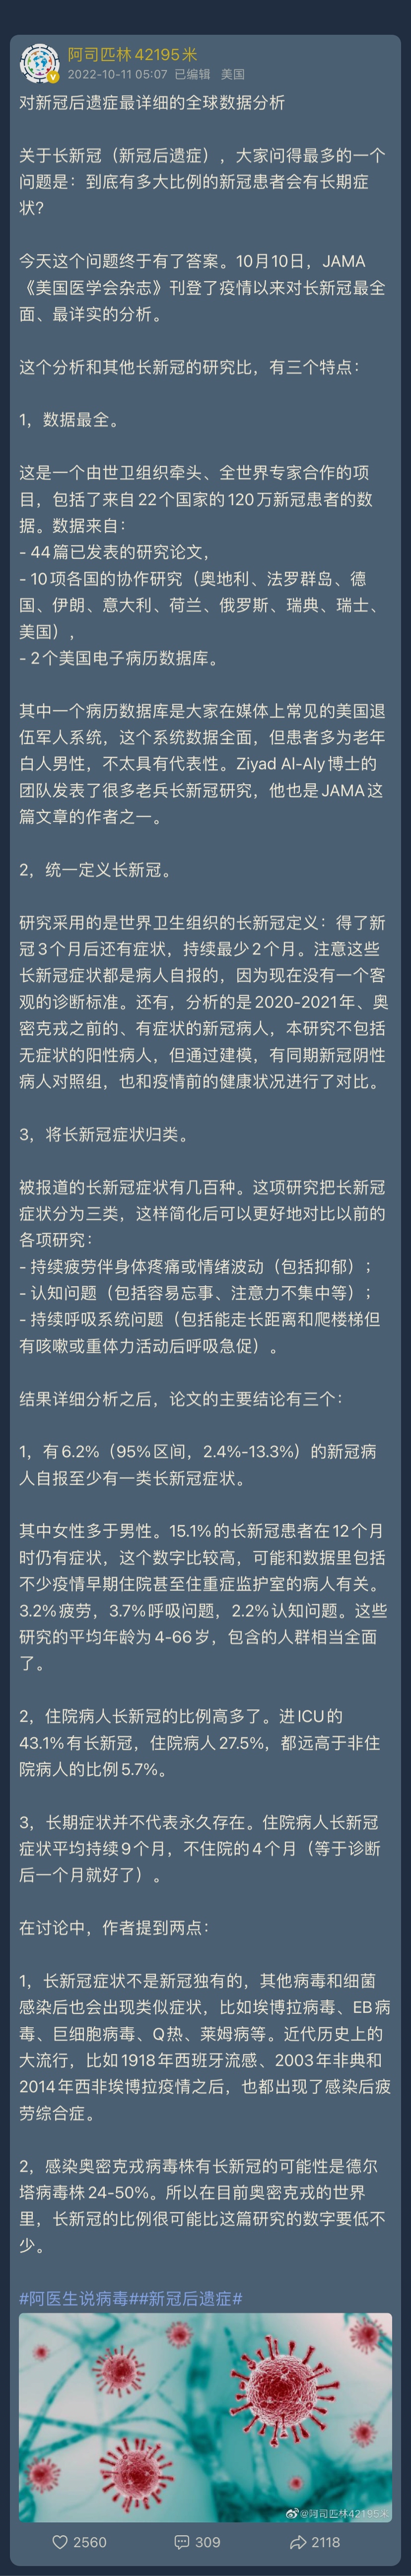 阿司匹林42195米
2022-10-11 05:07 已编辑 美国
对新冠后遗症最详细的全球数据分析
关于长新冠（新冠后遗症），大家问得最多的一个
问题是：到底有多大比例的新冠患者会有长期症
状？
今天这个问题终于有了答案。10月10日，JAMA
《美国医学会杂志》刊登了疫情以来对长新冠最全
面、最详实的分析。
这个分析和其他长新冠的研究比，有三个特点：
1，数据最全。
这是一个由世卫组织牵头、全世界专家合作的项
目，包括了来自22个国家的120万新冠患者的数
据。数据来自：
- 44篇已发表的研究论文，
- 10项各国的协作研究（奥地利、法罗群岛、德
国、伊朗、意大利、荷兰、俄罗斯、瑞典、瑞士、
美国），
- 2个美国电子病历数据库。
其中一个病历数据库是大家在媒体上常见的美国退
伍军人系统，这个系统数据全面，但患者多为老年
白人男性，不太具有代表性。Ziyad Al-Aly博士的
团队发表了很多老兵长新冠研究，他也是JAMA这
篇文章的作者之一。
2，统一定义长新冠。
研究采用的是世界卫生组织的长新冠定义：得了新
冠3个月后还有症状，持续最少2个月。注意这些
长新冠症状都是病人自报的，因为现在没有一个客
观的诊断标准。还有，分析的是2020-2021年、奥
密克戎之前的、有症状的新冠病人，本研究不包括
无症状的阳性病人，但通过建模，有同期新冠阴性
病人对照组，也和疫情前的健康状况进行了对比。
3，将长新冠症状归类。
被报道的长新冠症状有几百种。这项研究把长新冠
症状分为三类，这样简化后可以更好地对比以前的
各项研究：
- 持续疲劳伴身体疼痛或情绪波动（包括抑郁）；
- 认知问题（包括容易忘事、注意力不集中等）；
- 持续呼吸系统问题（包括能走长距离和爬楼梯但
有咳嗽或重体力活动后呼吸急促）。
结果详细分析之后，论文的主要结论有三个：
1，有6.2%（95%区间，2.4%-13.3%）的新冠病
人自报至少有一类长新冠症状。
其中女性多于男性。15.1%的长新冠患者在12个月
时仍有症状，这个数字比较高，可能和数据里包括
不少疫情早期住院甚至住重症监护室的病人有关。
3.2%疲劳，3.7%呼吸问题，2.2%认知问题。这些
研究的平均年龄为4-66岁，包含的人群相当全面
了。
2，住院病人长新冠的比例高多了。进ICU的
43.1%有长新冠，住院病人27.5%，都远高于非住
院病人的比例5.7%。
3，长期症状并不代表永久存在。住院病人长新冠
症状平均持续9个月，不住院的4个月（等于诊断
后一个月就好了）。
在讨论中，作者提到两点：
1，长新冠症状不是新冠独有的，其他病毒和细菌
感染后也会出现类似症状，比如埃博拉病毒、EB病
毒、巨细胞病毒、Q热、莱姆病等。近代历史上的
大流行，比如1918年西班牙流感、2003年非典和
2014年西非埃博拉疫情之后，也都出现了感染后疲
劳综合症。
2，感染奥密克戎病毒株有长新冠的可能性是德尔
塔病毒株24-50%。所以在目前奥密克戎的世界
里，长新冠的比例很可能比这篇研究的数字要低不
少。
#阿医生说病毒##新冠后遗症#
@阿司匹林42195米
2560 309 2118